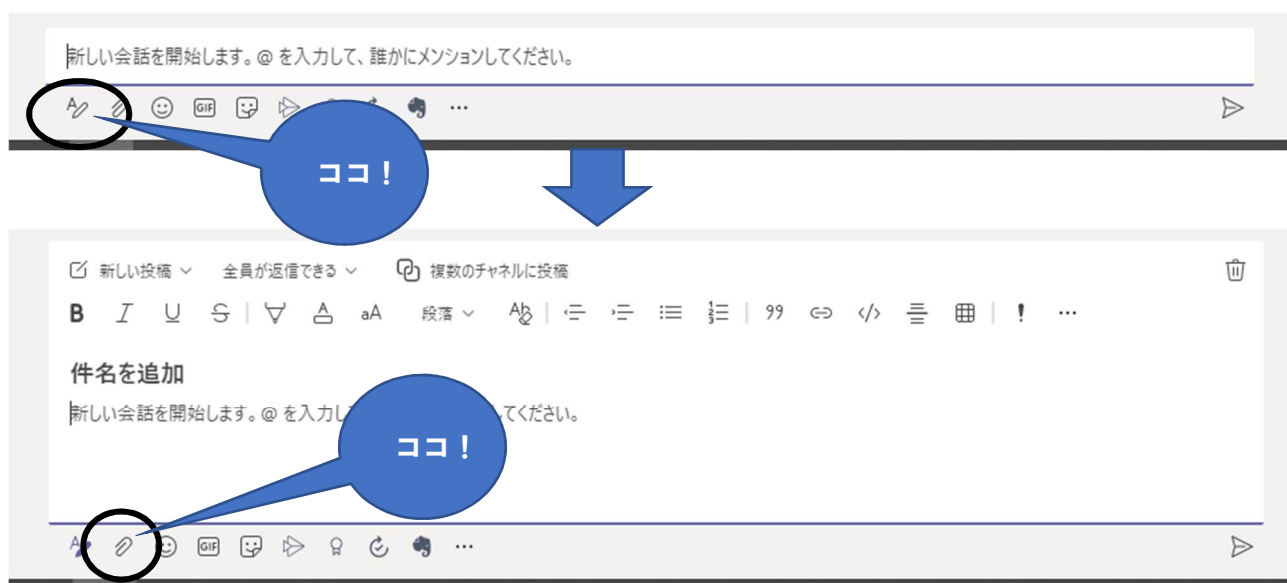 新しい会話を開始します。@ を入力して、誰かにメンションしてください。
GIF
ココ！
新しい投稿
全員が返信できる
複数のチャネルに投稿
B I U S A aA 段落 Ab 99 </> ! …
件名を追加
新しい会話を開始します。@ を入力し
てください。
ココ！
GIF